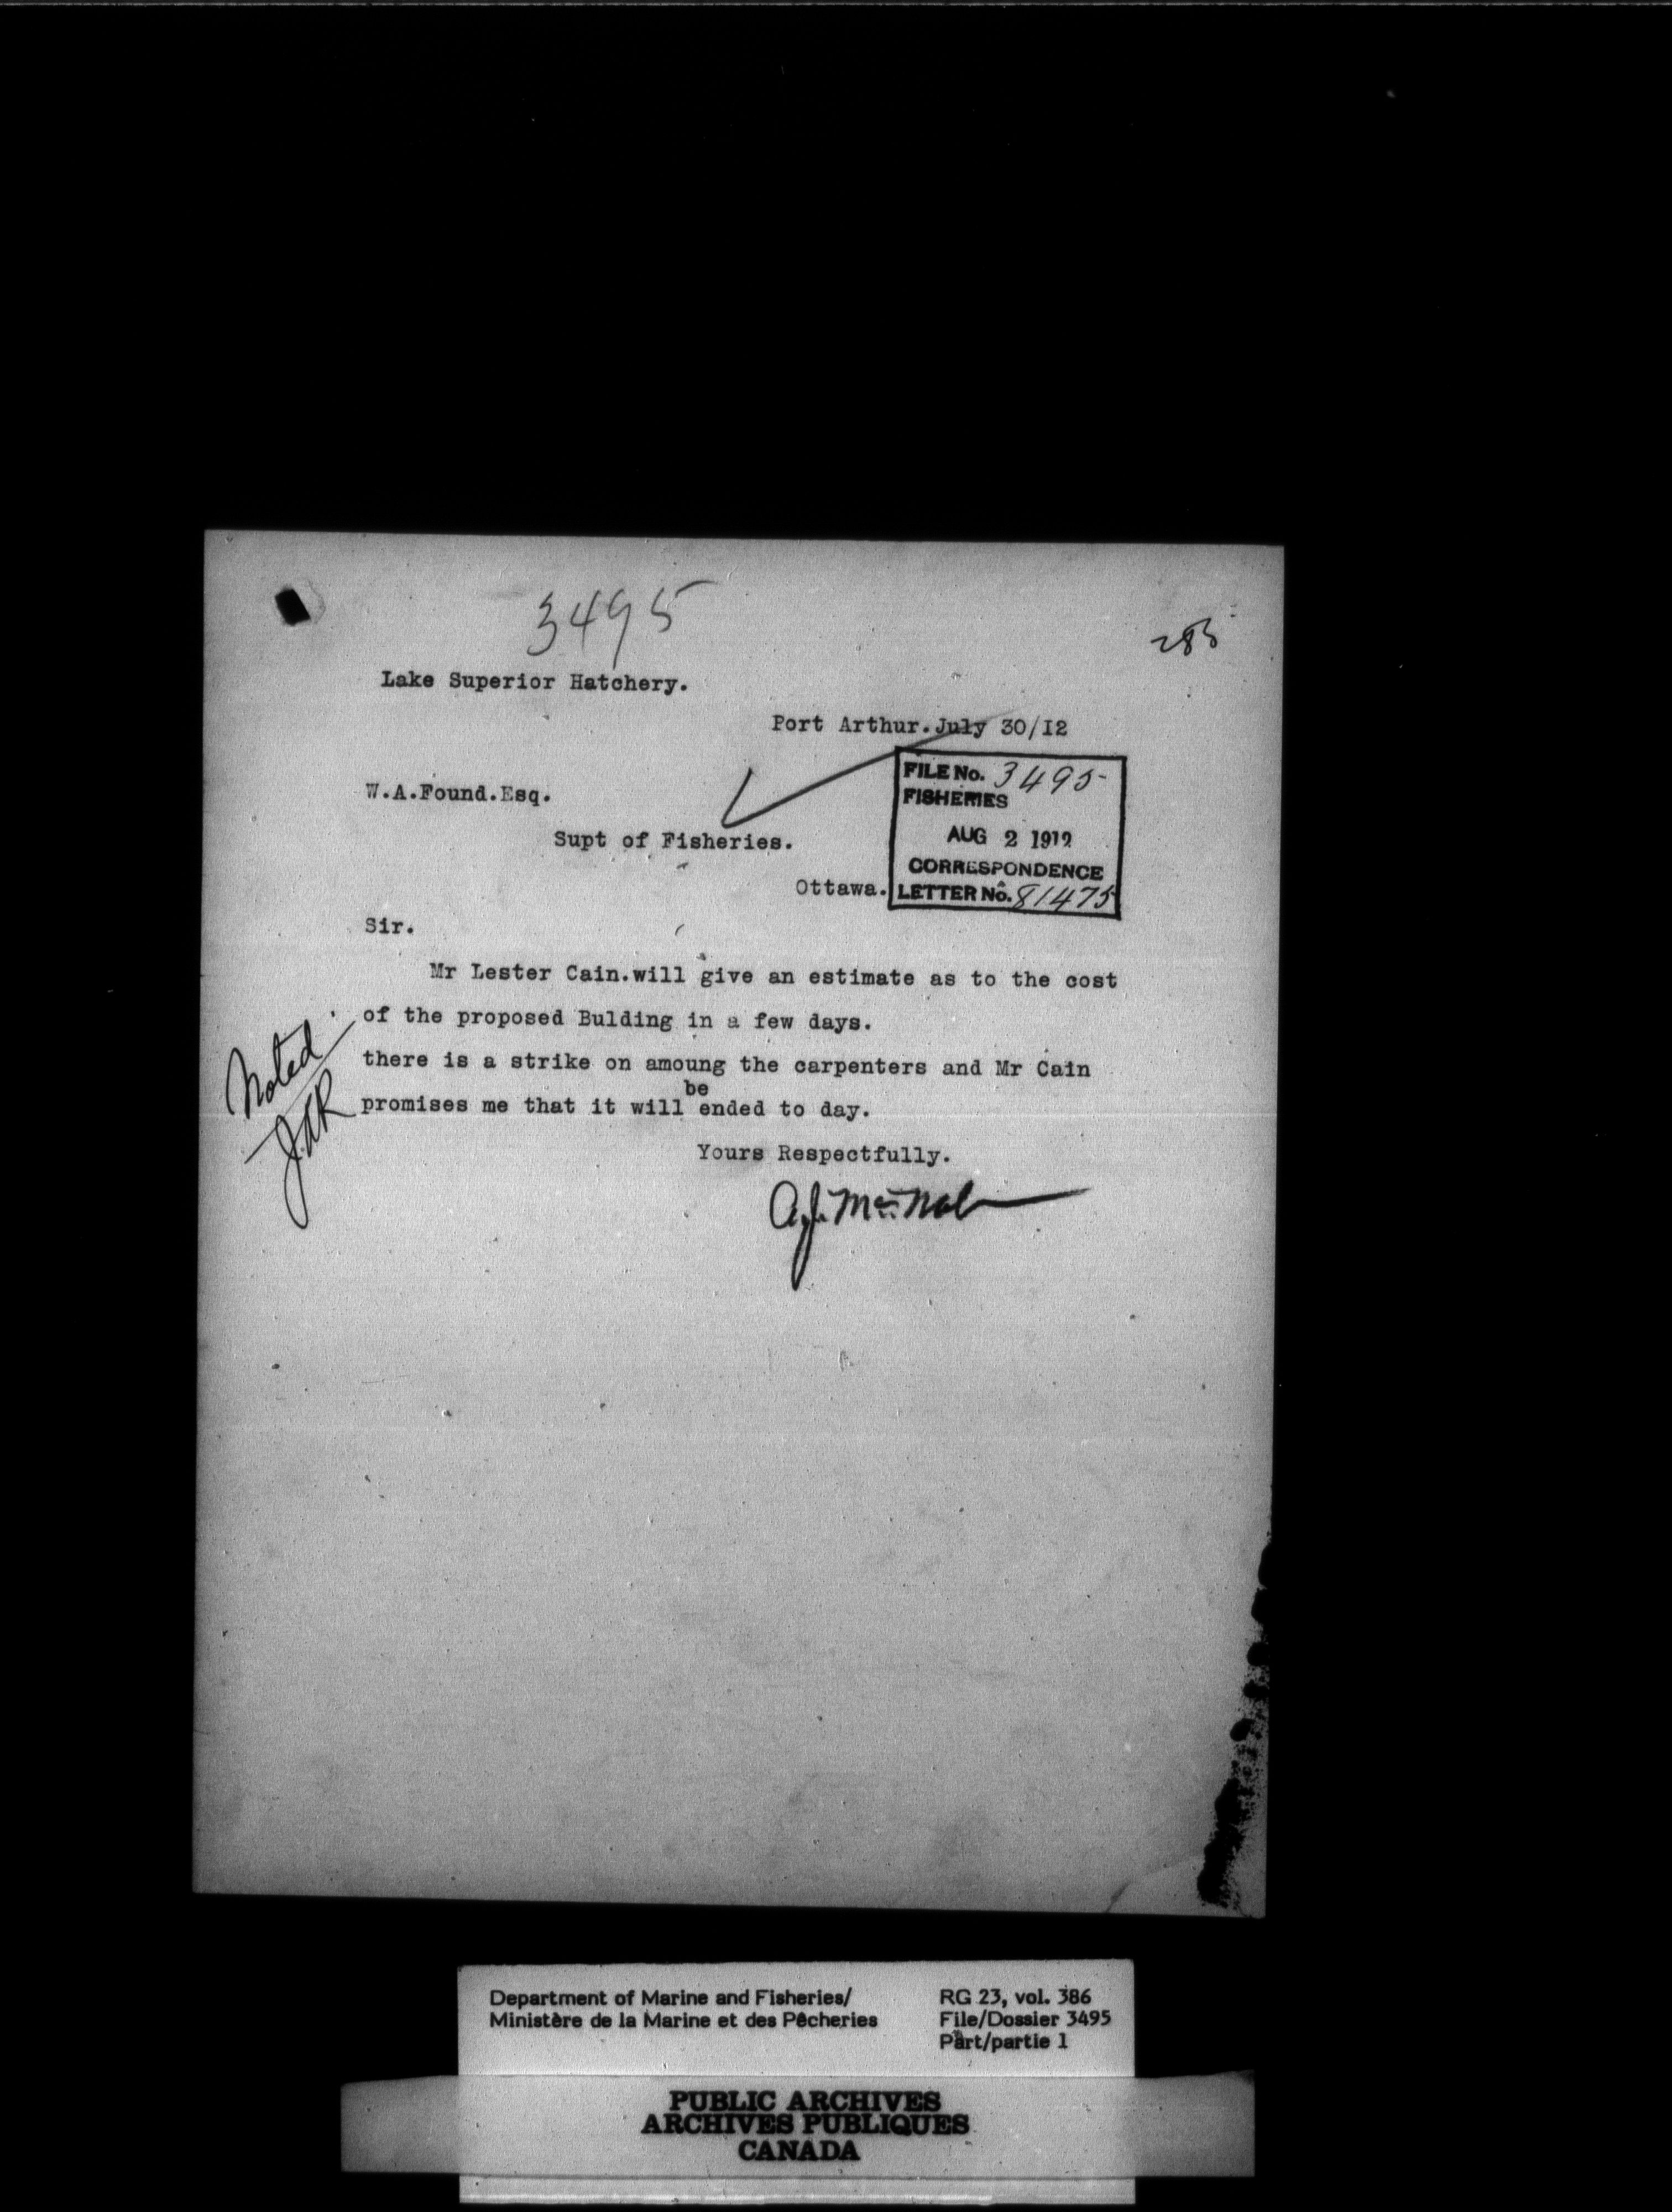 3495
285
Lake Superior Hatchery.
Port Arthur.July 30/I2
W.A.Found.Esq.
Supt of Fisheries.
Ottawa.
FILE No. 3495
FISHERIES
AUG 2 1912
CORRESPONDENCE
LETTER No. 81475
Sir.
Mr Lester Cain.will give an estimate as to the cost
of the proposed Bulding in a few days.
there is a strike on amoung the carpenters and Mr Cain
be
promises me that it will ended to day.
Noted
Yours Respectfully.
Department of Marine and Fisheries/
Ministère de la Marine et des Pêcheries
RG 23, vol. 386
File/Dossier 3495
Part/partie 1
PUBLIC ARCHIVES
ARCHIVES PUBLIQUES
CANADA